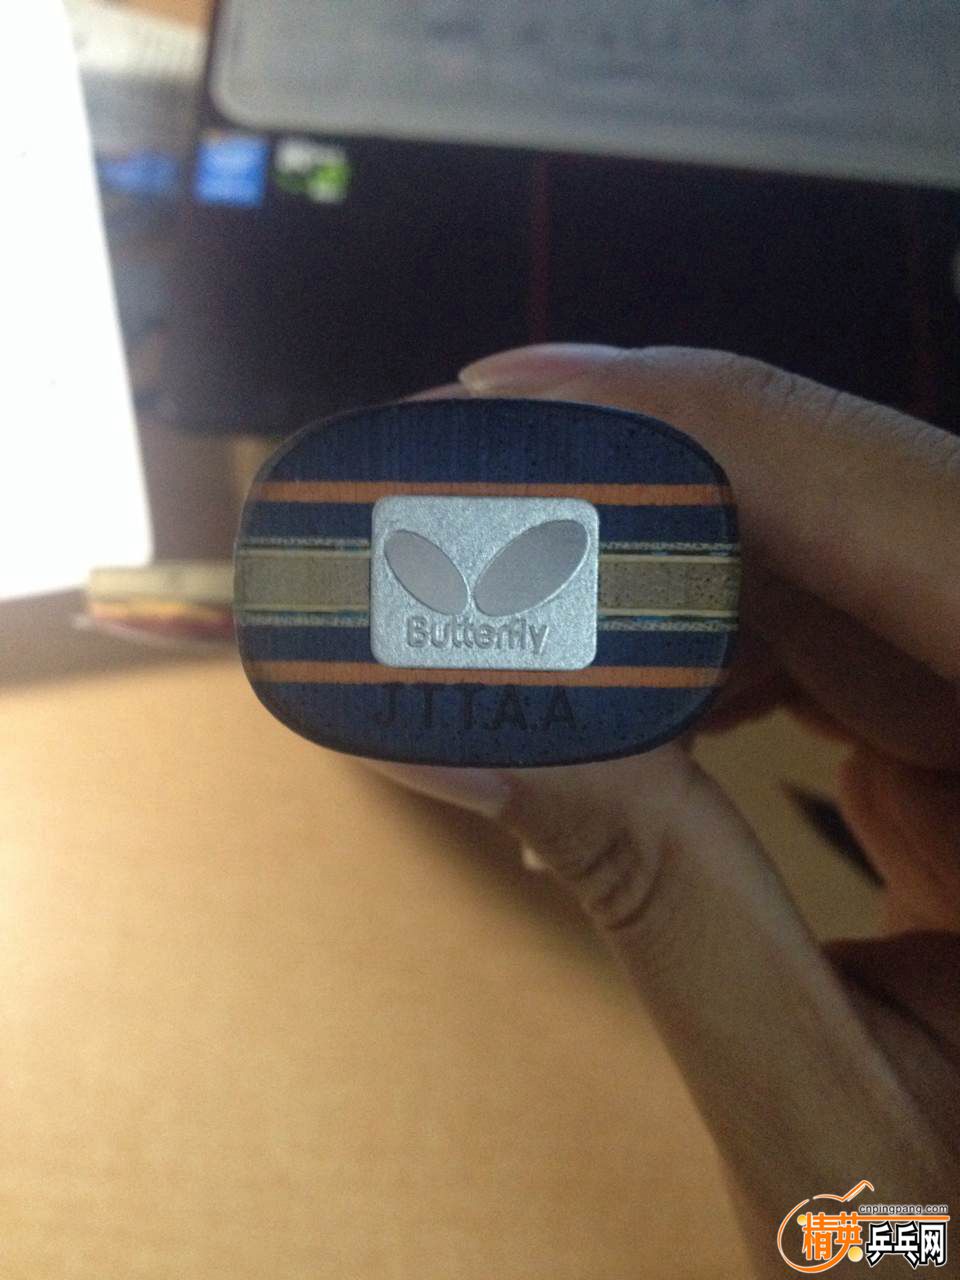 Butterfly
J.T.T.A.A
cnpingpang.com
精英乒乓网